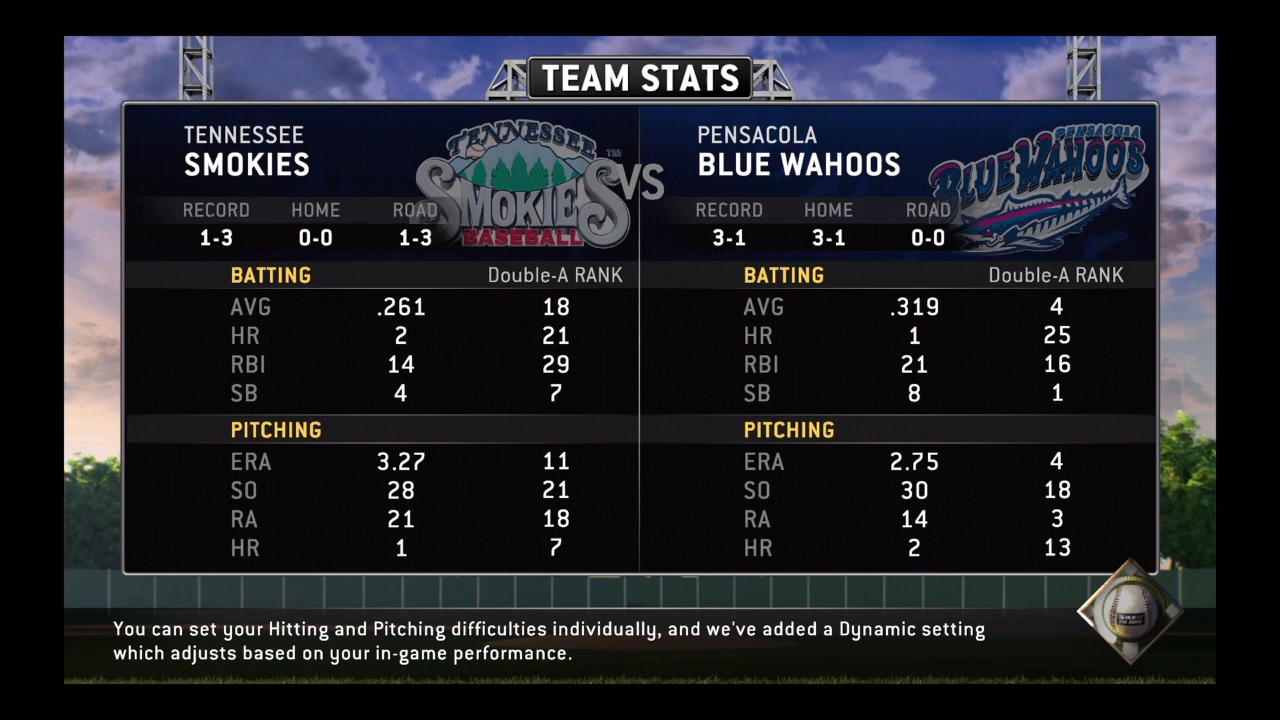 TEAM STATS
TENNESSEE
SMOKIES
TENNESSEE
SMOKIES
BASEBALL
TM
VS
PENSACOLA
BLUE WAHOOS
PENSACOLA
BLUE WAHOOS
RECORD HOME ROAD
1-3 0-0 1-3
RECORD HOME ROAD
3-1 3-1 0-0
BATTING Double-A RANK
AVG .261 18
HR 2 21
RBI 14 29
SB 4 7
PITCHING
ERA 3.27 11
SO 28 21
RA 21 18
HR 1 7
BATTING Double-A RANK
AVG .319 4
HR 1 25
RBI 21 16
SB 8 1
PITCHING
ERA 2.75 4
SO 30 18
RA 14 3
HR 2 13
You can set your Hitting and Pitching difficulties individually, and we've added a Dynamic setting
which adjusts based on your in-game performance.